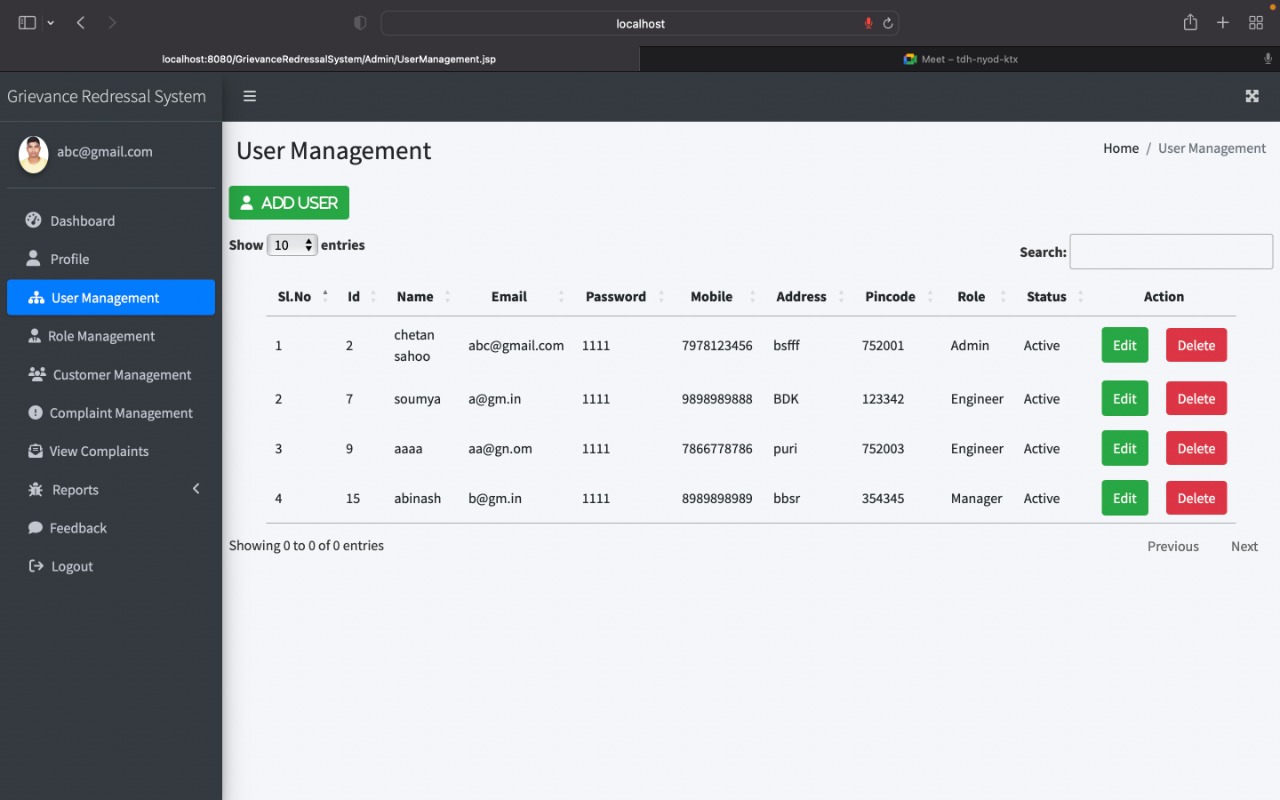 localhost
localhost:8080/GrievanceRedressalSystem/Admin/UserManagement.jsp
Meet – tdh-nyod-ktx
Grievance Redressal System
abc@gmail.com
Dashboard
Profile
User Management
Role Management
Customer Management
Complaint Management
View Complaints
Reports
Feedback
Logout
User Management
Home / User Management
ADD USER
Show 10 entries
Search:
Sl.No Id Name Email Password Mobile Address Pincode Role Status Action
1 2 chetan sahoo abc@gmail.com 1111 7978123456 bsfff 752001 Admin Active Edit Delete
2 7 soumya a@gm.in 1111 9898989888 BDK 123342 Engineer Active Edit Delete
3 9 aaaa aa@gn.om 1111 7866778786 puri 752003 Engineer Active Edit Delete
4 15 abinash b@gm.in 1111 8989898989 bbsr 354345 Manager Active Edit Delete
Showing 0 to 0 of 0 entries
Previous Next